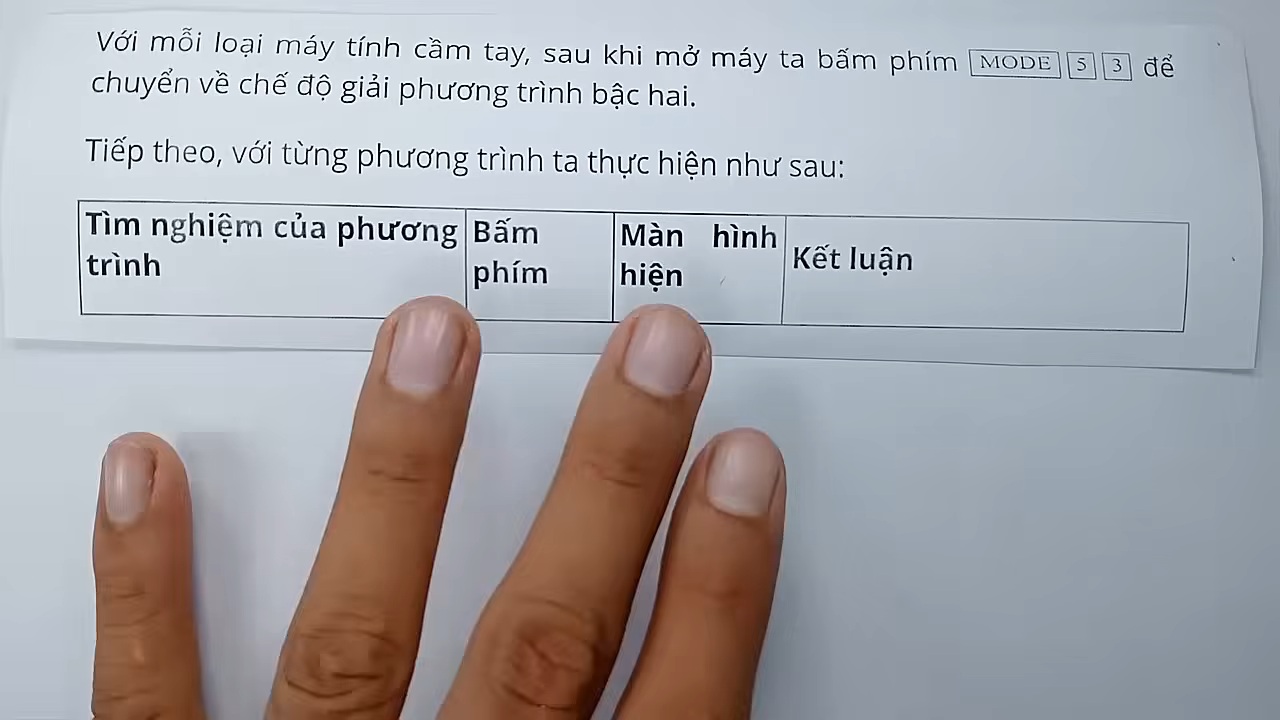 Với mỗi loại máy tính cầm tay, sau khi mở máy ta bấm phím MODE 5 3 để
chuyển về chế độ giải phương trình bậc hai.
Tiếp theo, với từng phương trình ta thực hiện như sau:
Tìm nghiệm của phương
trình
Bấm
phím
Màn hình
hiện
Kết luận